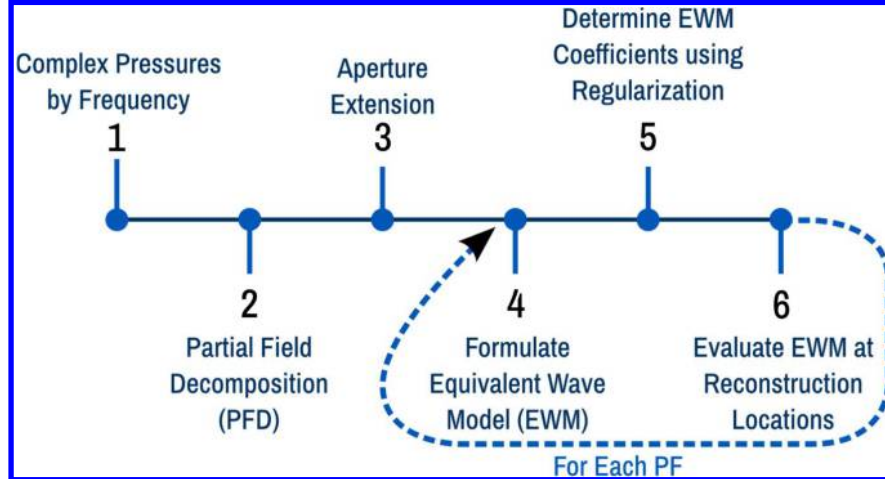 Complex Pressures
by Frequency
1
2
Partial Field
Decomposition
(PFD)
Aperture
Extension
3
4
Formulate
Equivalent Wave
Model (EWM)
Determine EWM
Coefficients using
Regularization
5
6
Evaluate EWM at
Reconstruction
Locations
For Each PF